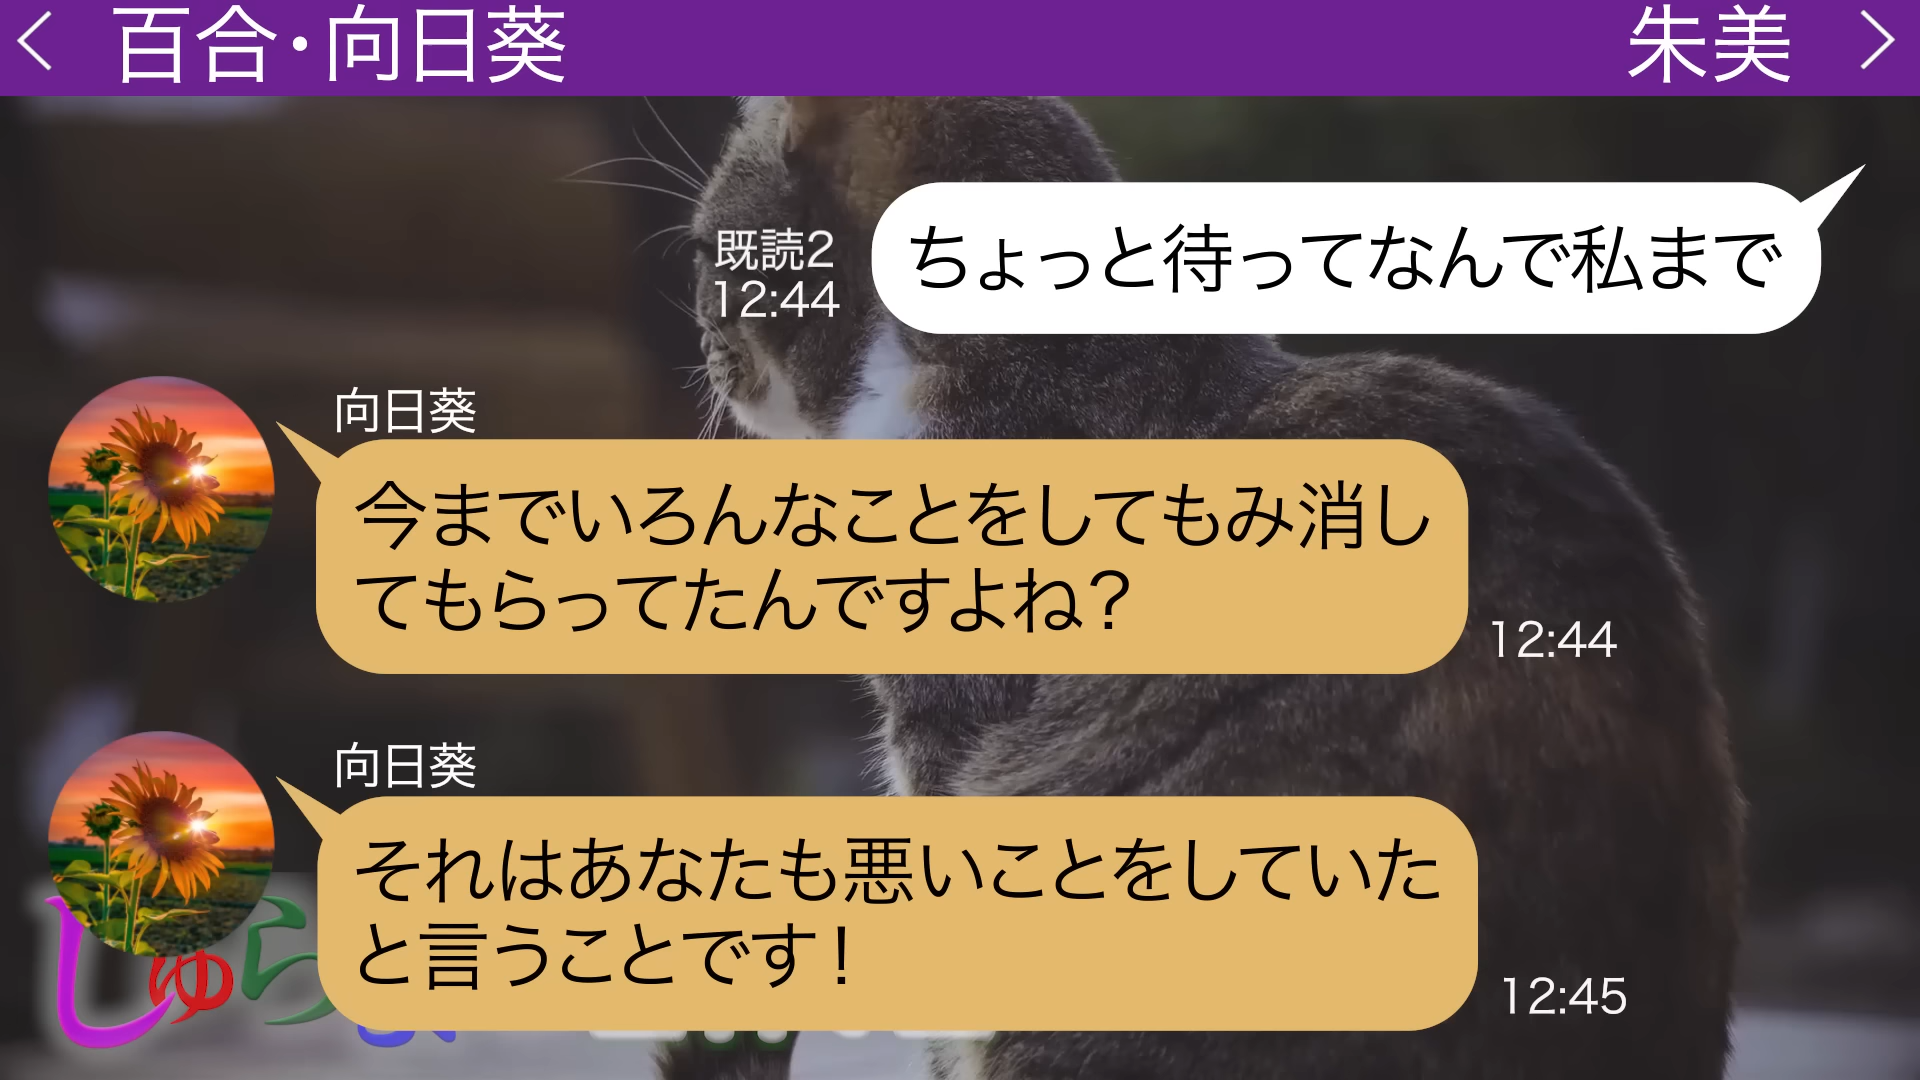 百合・向日葵
朱美
ちょっと待ってなんで私まで
既読2
12:44
向日葵
今までいろんなことをしてもみ消し
てもらってたんですよね？
12:44
向日葵
それはあなたも悪いことをしていた
と言うことです！
12:45
しゅら